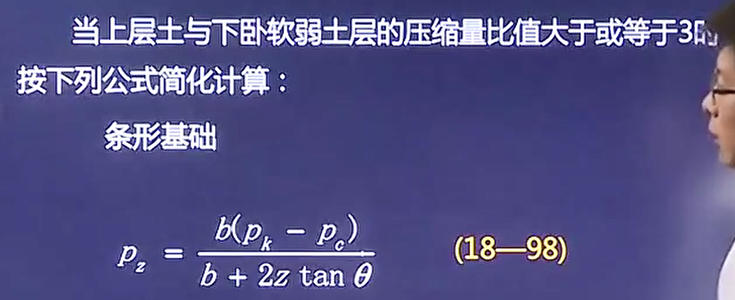 当上层土与下卧软弱土层的压缩量比值大于或等于3时
按下列公式简化计算：
条形基础
p_z = \frac{b(p_k - p_c)}{b + 2z tan θ} (18—98)